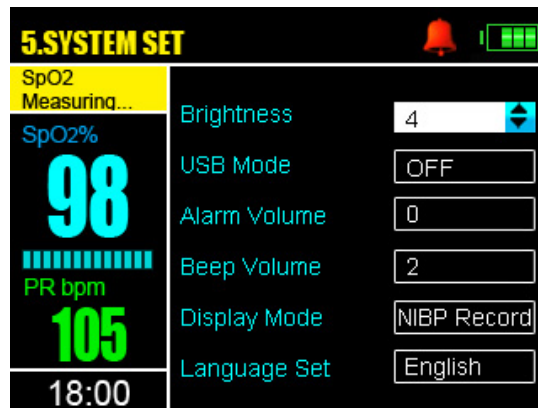 5.SYSTEM SET
SpO2
Measuring...
SpO2%
98
PR bpm
105
18:00
Brightness 4
USB Mode OFF
Alarm Volume 0
Beep Volume 2
Display Mode NIBP Record
Language Set English